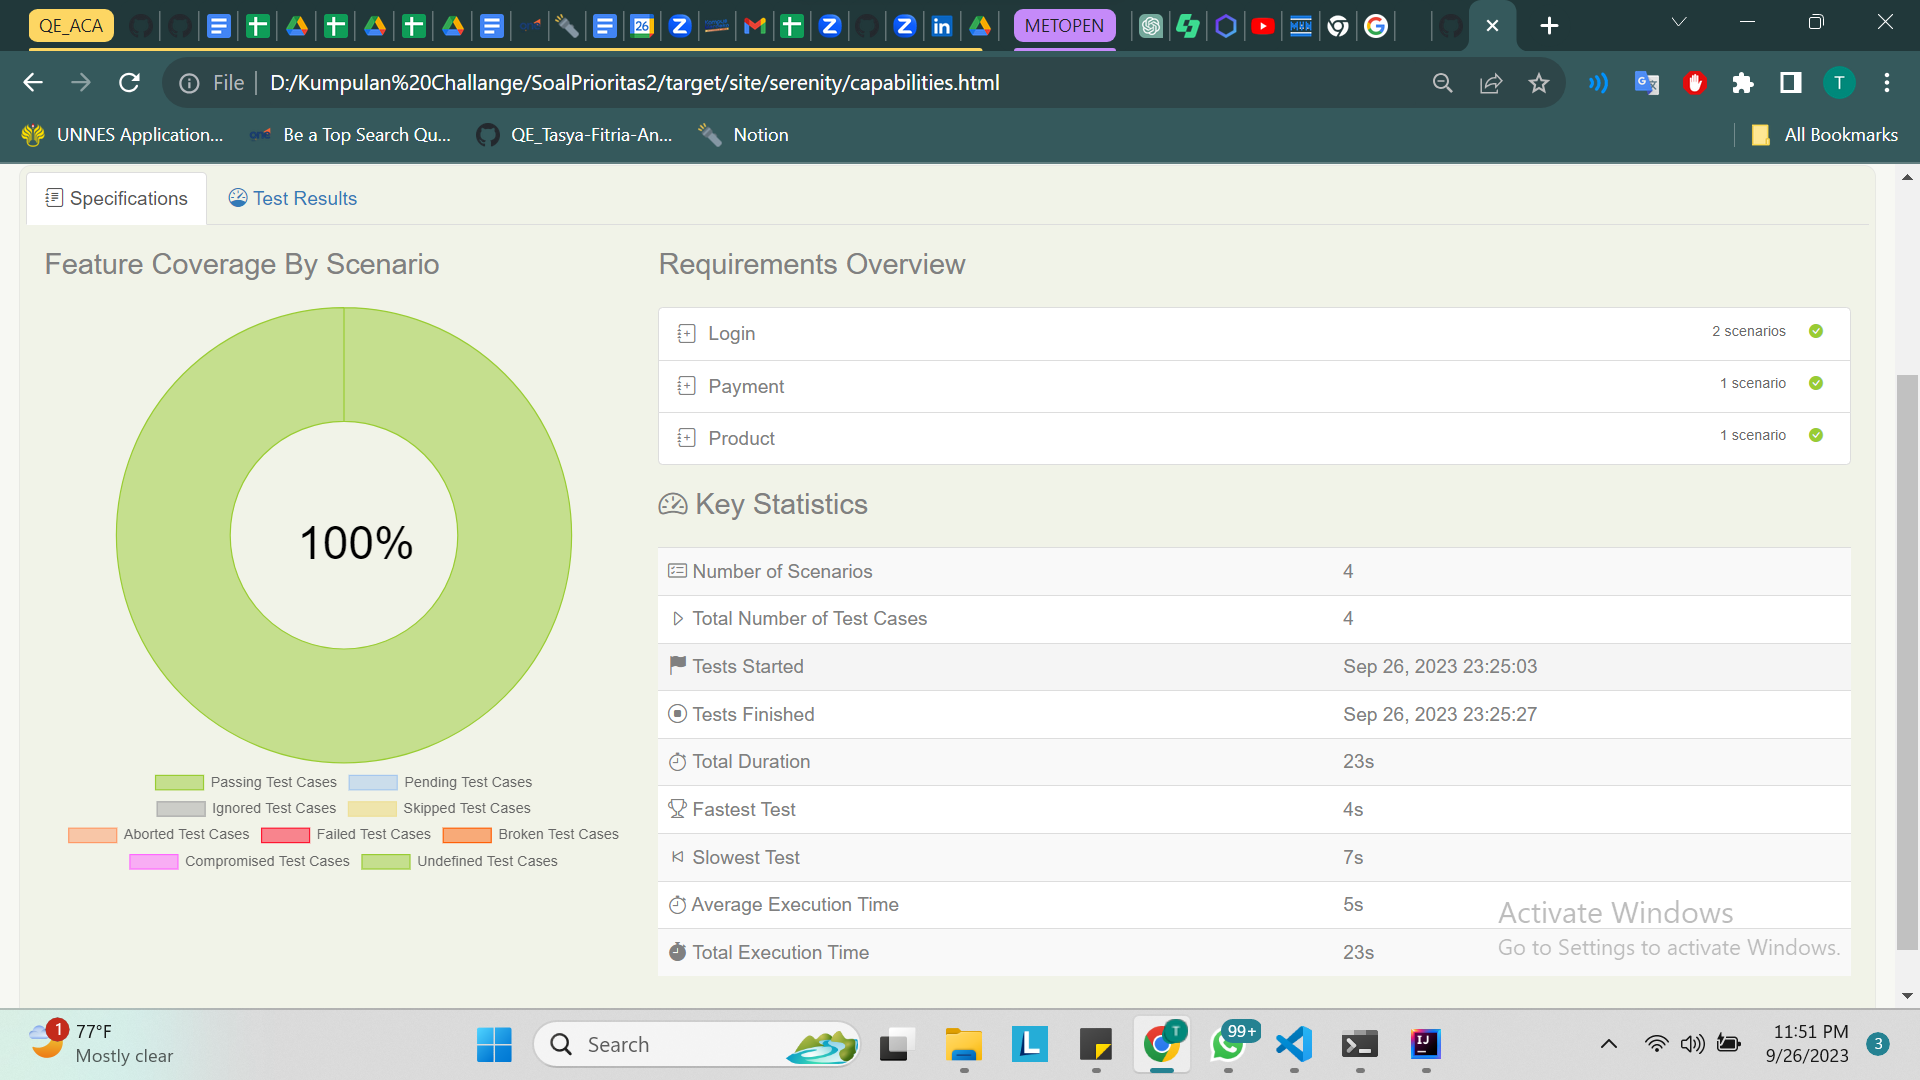 QE_ACA
METOPEN
File
D:/Kumpulan%20Challange/SoalPrioritas2/target/site/serenity/capabilities.html
UNNES Application...
Be a Top Search Qu...
QE_Tasya-Fitria-An...
Notion
All Bookmarks
Specifications
Test Results
Feature Coverage By Scenario
100%
Passing Test Cases
Pending Test Cases
Ignored Test Cases
Skipped Test Cases
Aborted Test Cases
Failed Test Cases
Broken Test Cases
Compromised Test Cases
Undefined Test Cases
Requirements Overview
Login 2 scenarios
Payment 1 scenario
Product 1 scenario
Key Statistics
Number of Scenarios 4
Total Number of Test Cases 4
Tests Started Sep 26, 2023 23:25:03
Tests Finished Sep 26, 2023 23:25:27
Total Duration 23s
Fastest Test 4s
Slowest Test 7s
Average Execution Time 5s
Total Execution Time 23s
Activate Windows
Go to Settings to activate Windows.
1
77°F
Mostly clear
Search
T
99+
11:51 PM
9/26/2023
3